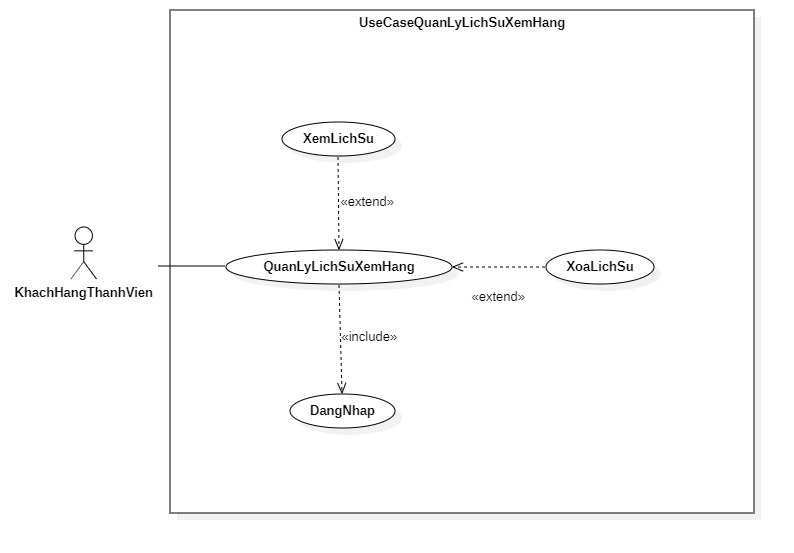 UseCaseQuanLyLichSuXemHang
XemLichSu
«extend»
KhachHangThanhVien
QuanLyLichSuXemHang
XoaLichSu
«extend»
«include»
DangNhap